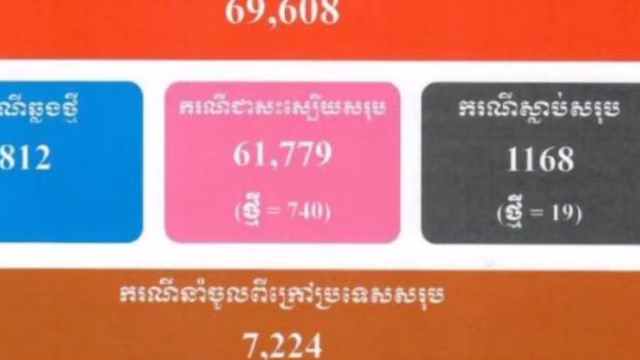 69,608
ករណីជាសះស្បើយសរុប
ករណីស្លាប់សរុប
812
61,779
1168
(ថ្មី = 740)
(ថ្មី = 19)
ករណីនាំចូលពីក្រៅប្រទេសសរុប
7,224